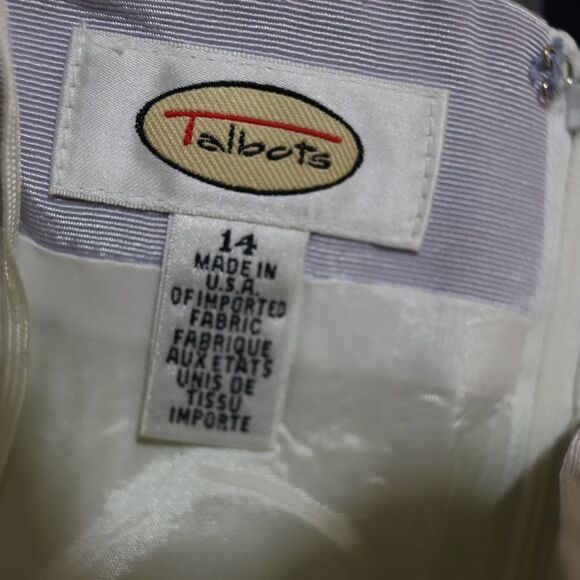 Talbots
14
MADE IN
U.S.A.
OF IMPORTED
FABRIC
FABRIQUE
AUX ETATS
UNIS DE
TISSU
IMPORTE